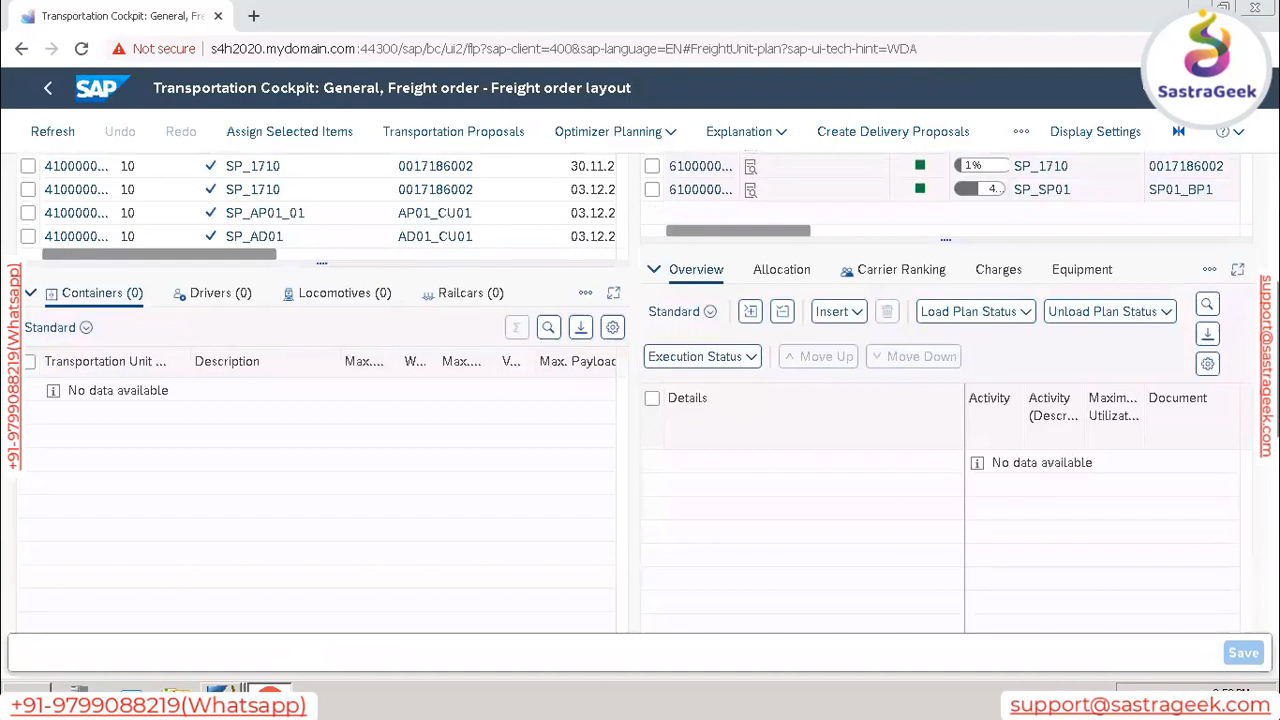 Transportation Cockpit: General, Fre
Not secure s4h2020.mydomain.com:44300/sap/bc/ui2/flp?sap-client=400&sap-language=EN#FreightUnit-plan?sap-ui-tech-hint=WDA
SastraGeek
SAP Transportation Cockpit: General, Freight order - Freight order layout
Refresh Undo Redo Assign Selected Items Transportation Proposals Optimizer Planning Explanation Create Delivery Proposals Display Settings
4100000... 10 SP_1710 0017186002 30.11.2
4100000... 10 SP_1710 0017186002 03.12.2
4100000... 10 SP_AP01_01 AP01_CU01 03.12.2
4100000... 10 SP_AD01 AD01_CU01 03.12.2
6100000... 1% SP_1710 0017186002
6100000... 4... SP_SP01 SP01_BP1
Containers (0) Drivers (0) Locomotives (0) Railcars (0)
Standard
Transportation Unit ... Description Max.... W... Max.... V... Max. Payload
No data available
Overview Allocation Carrier Ranking Charges Equipment
Standard Insert Load Plan Status Unload Plan Status
Execution Status Move Up Move Down
Details Activity Activity (Descr... Maxim... Utilizat... Document
No data available
Save
+91-9799088219(Whatsapp)
support@sastrageek.com
+91-9799088219(Whatsapp)
support@sastrageek.com